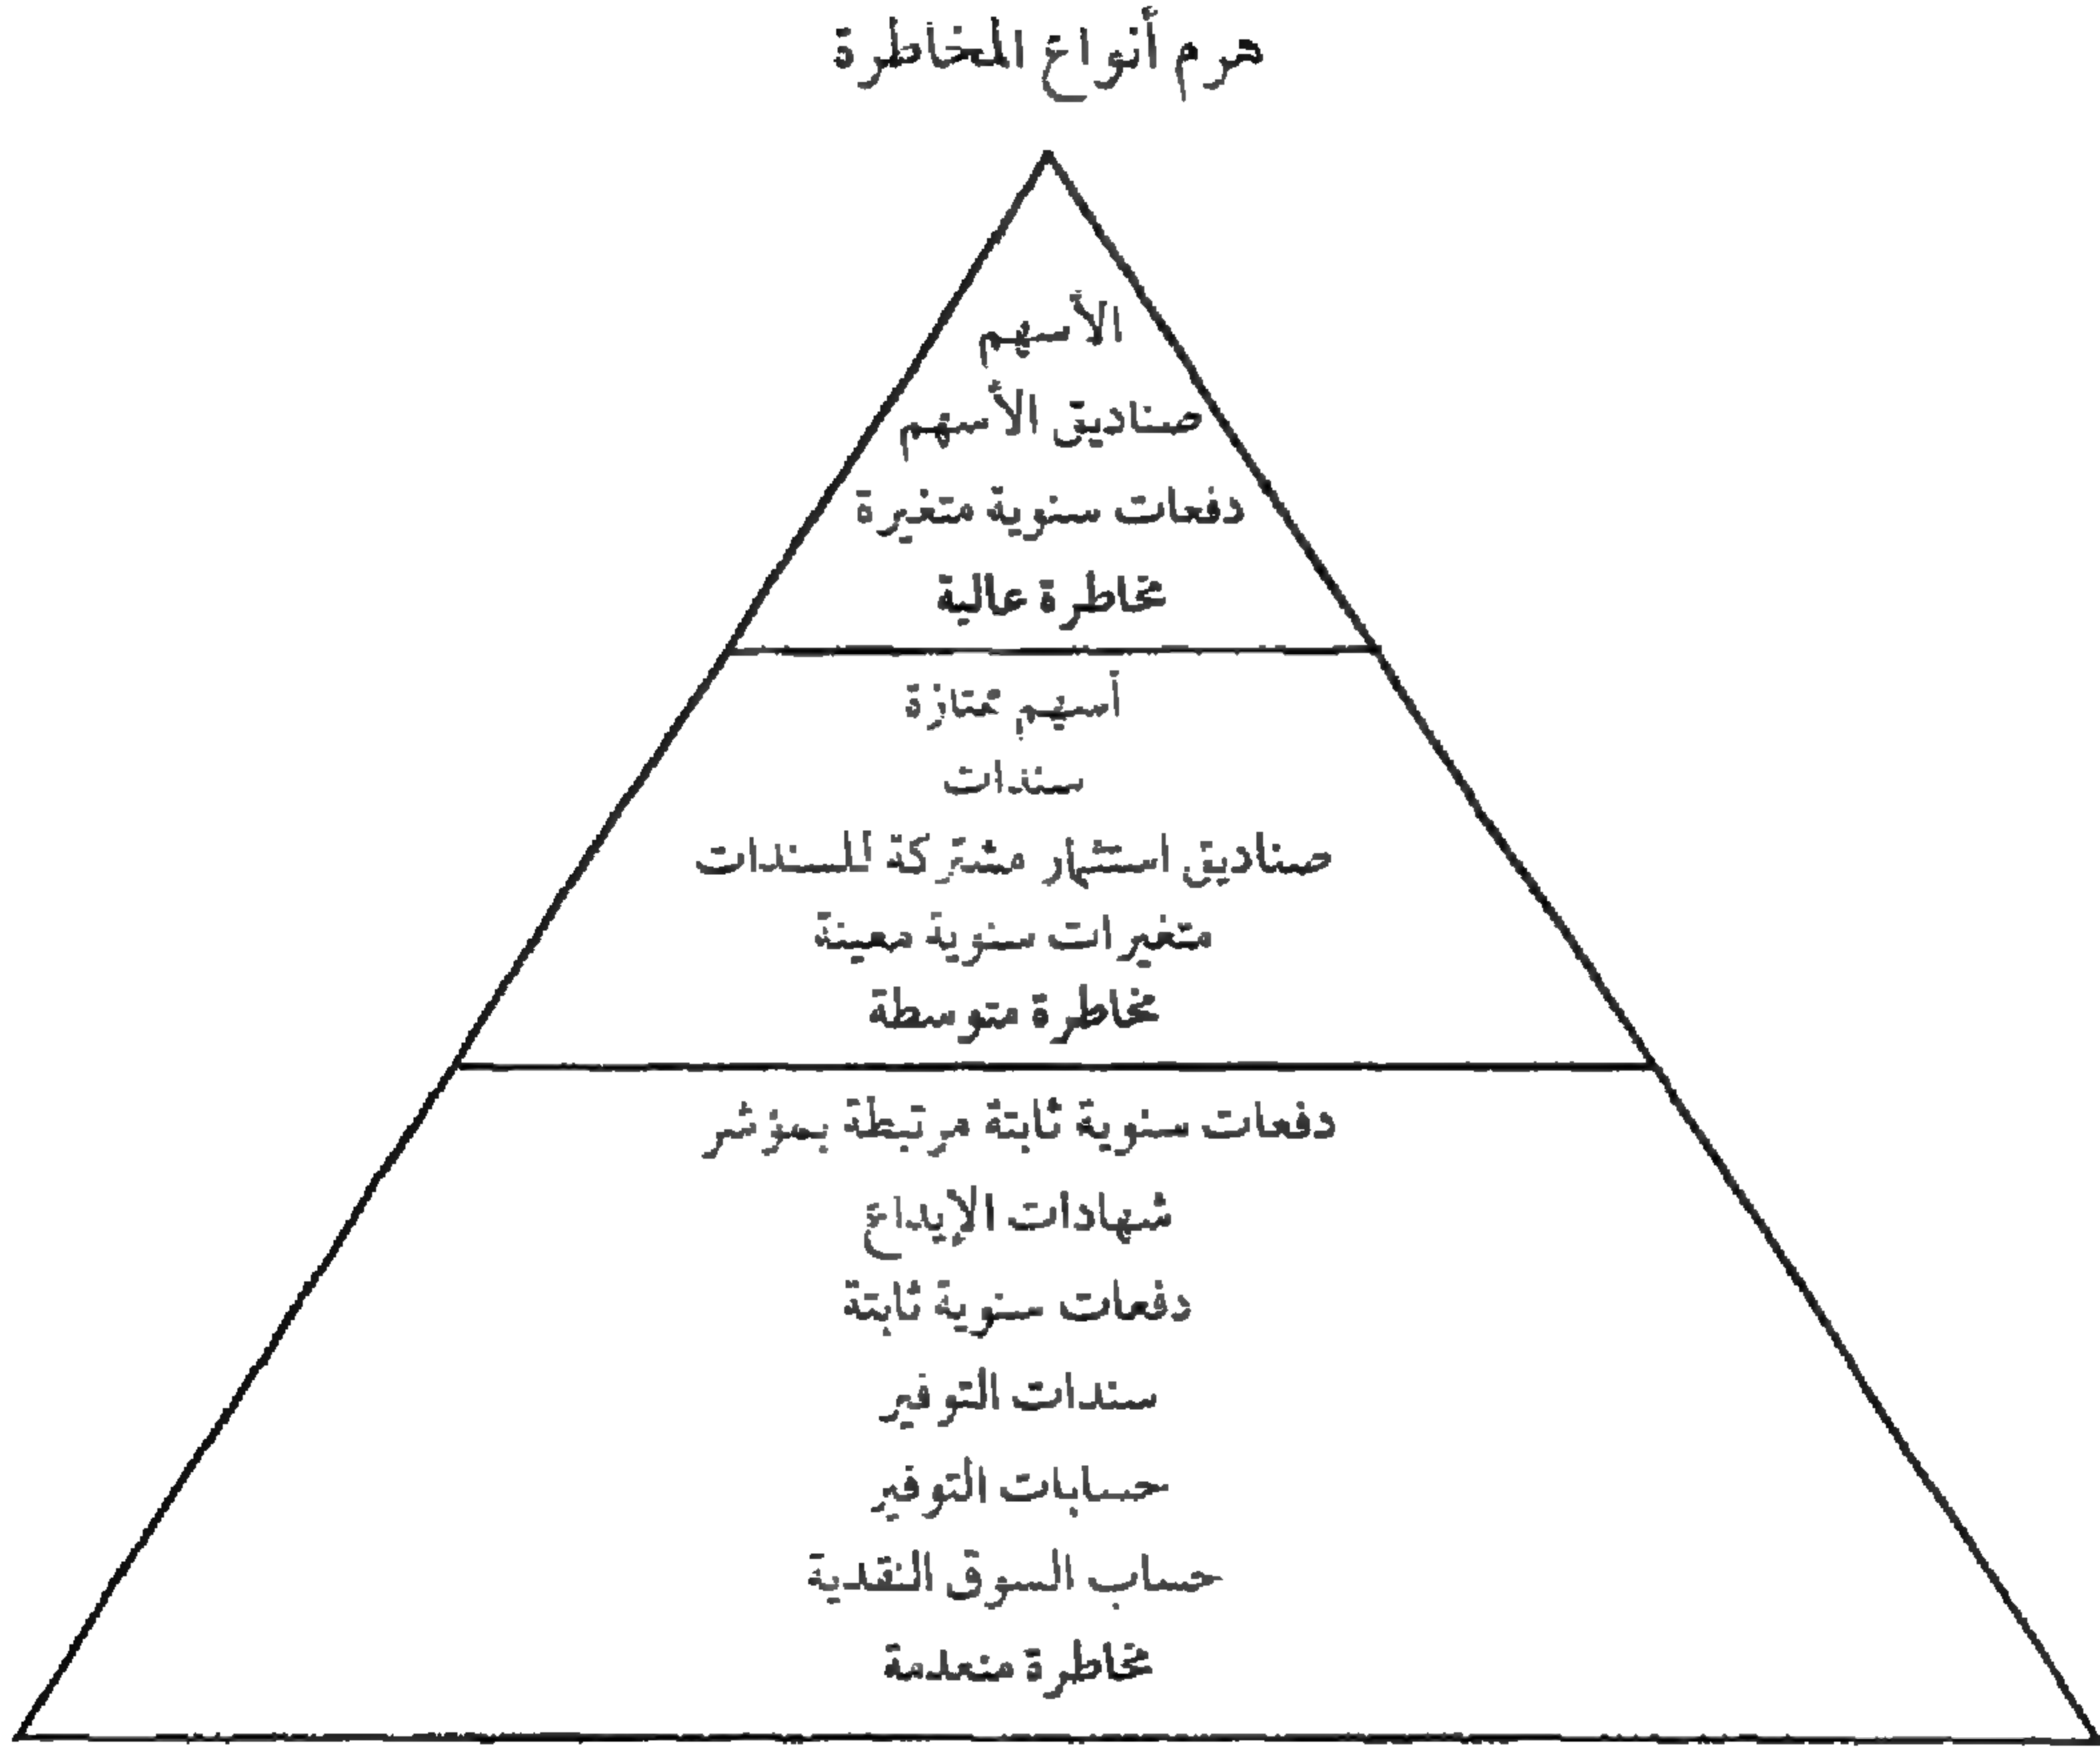 هرم أنواع المخاطرة
الأسهم
صناديق الأسهم
دفعات سنوية متغيرة
مخاطرة عالية
أسهم ممتازة
سندات
صناديق استثمار مشتركة للسندات
متغيرات سنوية معينة
مخاطرة متوسطة
دفعات سنوية ثابتة مرتبطة بمؤشر
شهادات الإيداع
دفعات سنوية ثابتة
سندات التوفير
حسابات التوفير
حساب السوق النقدية
مخاطرة منعدمة